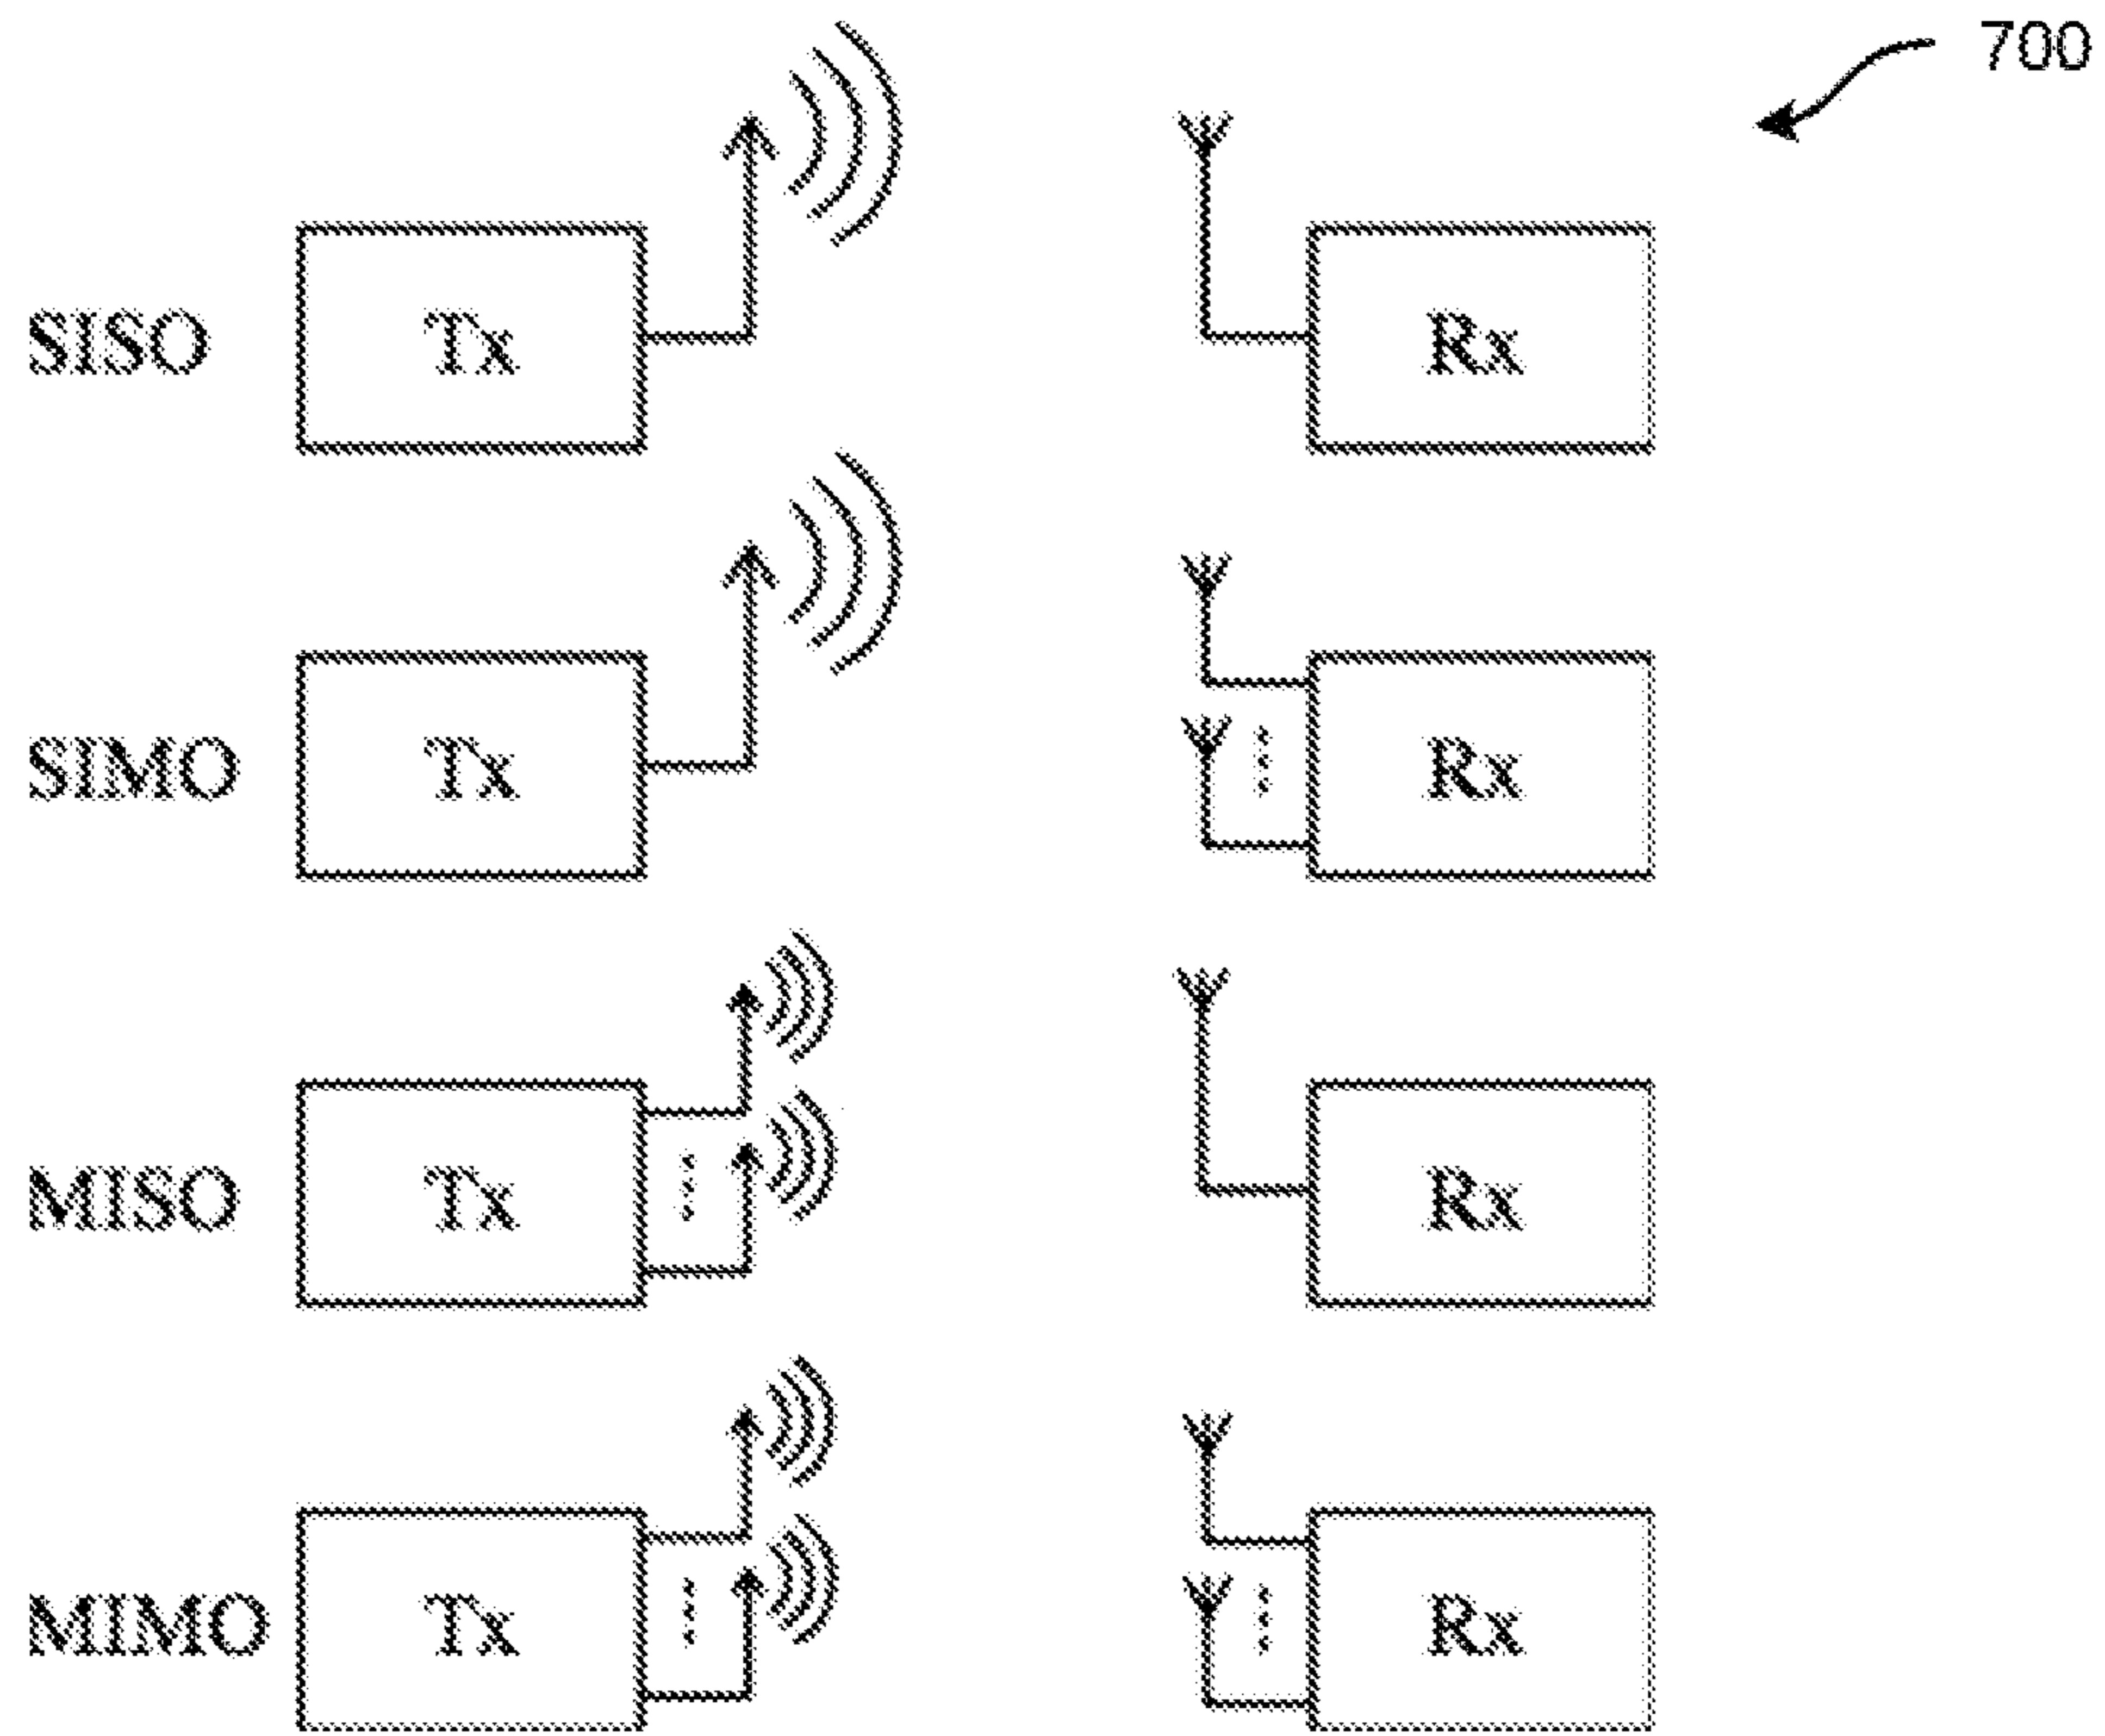 700
SISO Tx Rx
SIMO Tx Rx
MISO Tx Rx
MIMO Tx Rx